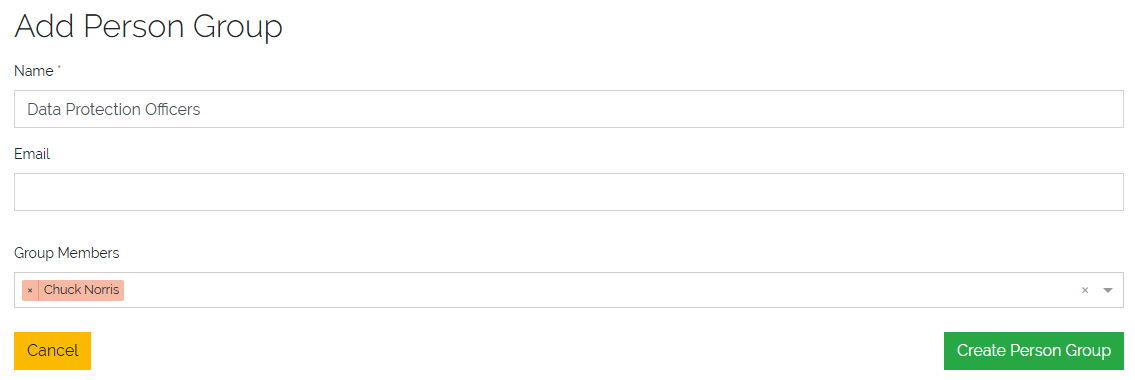 Add Person Group
Name *
Data Protection Officers
Email
Group Members
× Chuck Norris ×
Cancel Create Person Group